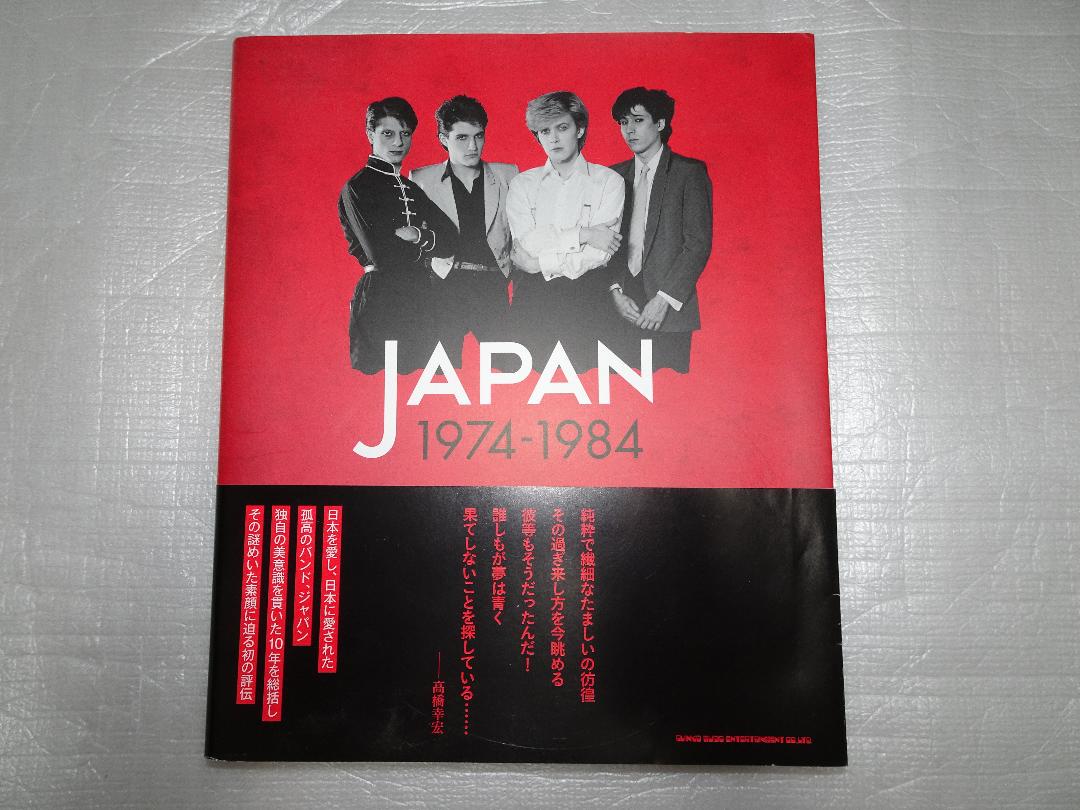 JAPAN
1974-1984
純粋で繊細なたましいの彷徨
その過ぎ来し方を今眺める
彼等もそうだったんだ！
誰しもが夢は青く
果てしないことを探している……
──高橋幸宏
日本を愛し、日本に愛された
孤高のバンド、ジャパン
独自の美意識を貫いた10年を総括し
その謎めいた素顔に迫る初の評伝
SHINKO MUSIC ENTERTAINMENT CO.,LTD.